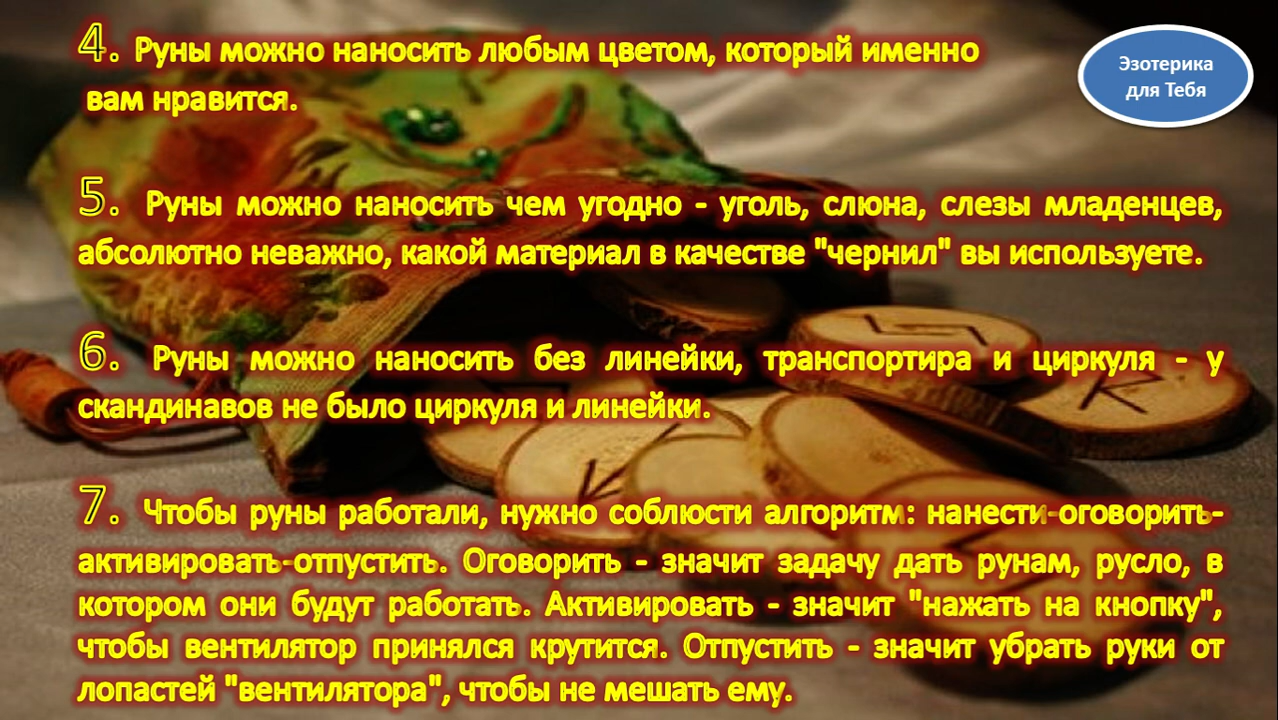 4. Руны можно наносить любым цветом, который именно
вам нравится.
Эзотерика
для Тебя
5. Руны можно наносить чем угодно - уголь, слюна, слезы младенцев,
абсолютно неважно, какой материал в качестве "чернил" вы используете.
6. Руны можно наносить без линейки, транспортира и циркуля - у
скандинавов не было циркуля и линейки.
7. Чтобы руны работали, нужно соблюсти алгоритм: нанести-оговорить-
активировать-отпустить. Оговорить - значит задачу дать рунам, русло, в
котором они будут работать. Активировать - значит "нажать на кнопку",
чтобы вентилятор принялся крутится. Отпустить - значит убрать руки от
лопастей "вентилятора", чтобы не мешать ему.